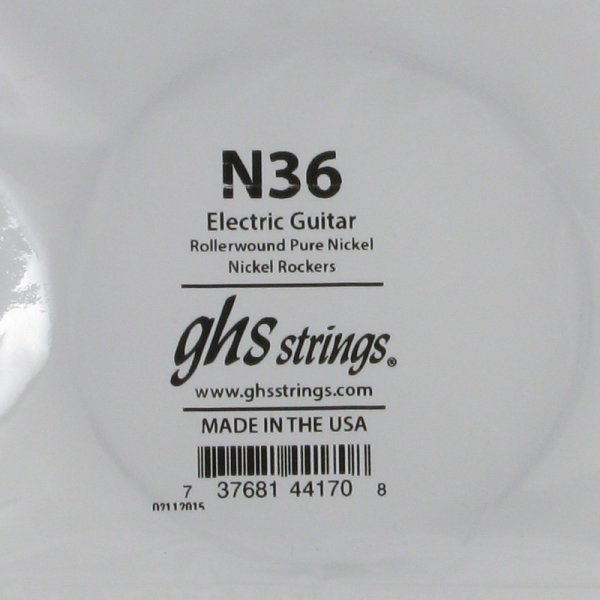 N36
Electric Guitar
Rollerwound Pure Nickel
Nickel Rockers
ghs strings®
www.ghsstrings.com
MADE IN THE USA
7 37681 44170 8
02112015